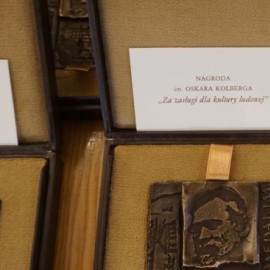 NAGRODA
im. OSKARA KOLBERGA
„Za zasługi dla kultury ludowej”